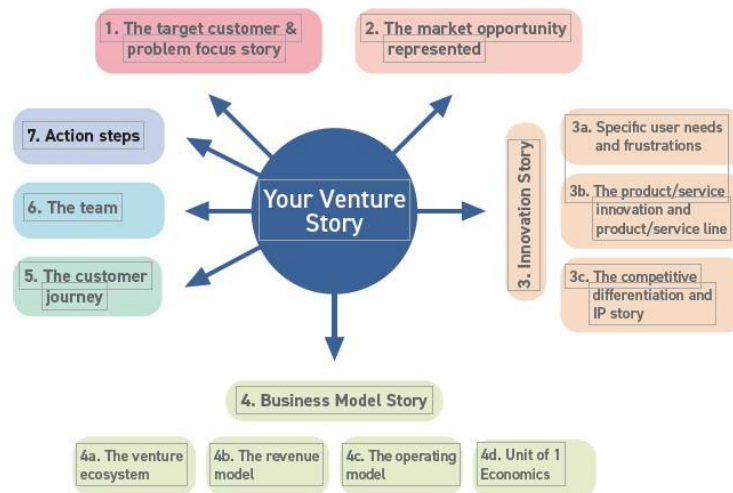 1. The target customer &
problem focus story
2. The market opportunity
represented
7. Action steps
6. The team
5. The customer
journey
Your Venture
Story
3. Innovation Story
3a. Specific user needs
and frustrations
3b. The product/service
innovation and
product/service line
3c. The competitive
differentiation and
IP story
4. Business Model Story
4a. The venture
ecosystem
4b. The revenue
model
4c. The operating
model
4d. Unit of 1
Economics